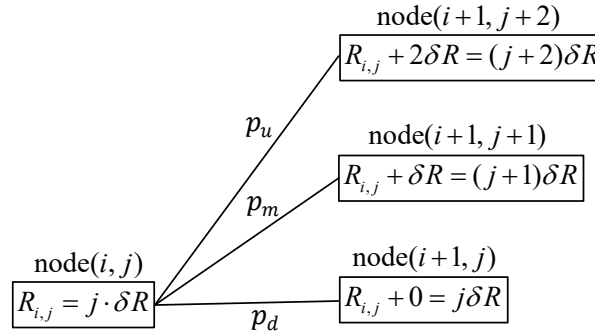 node(i+1, j+2)
R_{i,j} + 2δR = (j+2)δR
p_u
node(i+1, j+1)
R_{i,j} + δR = (j+1)δR
p_m
node(i, j)
R_{i,j} = j·δR
node(i+1, j)
R_{i,j} + 0 = jδR
p_d